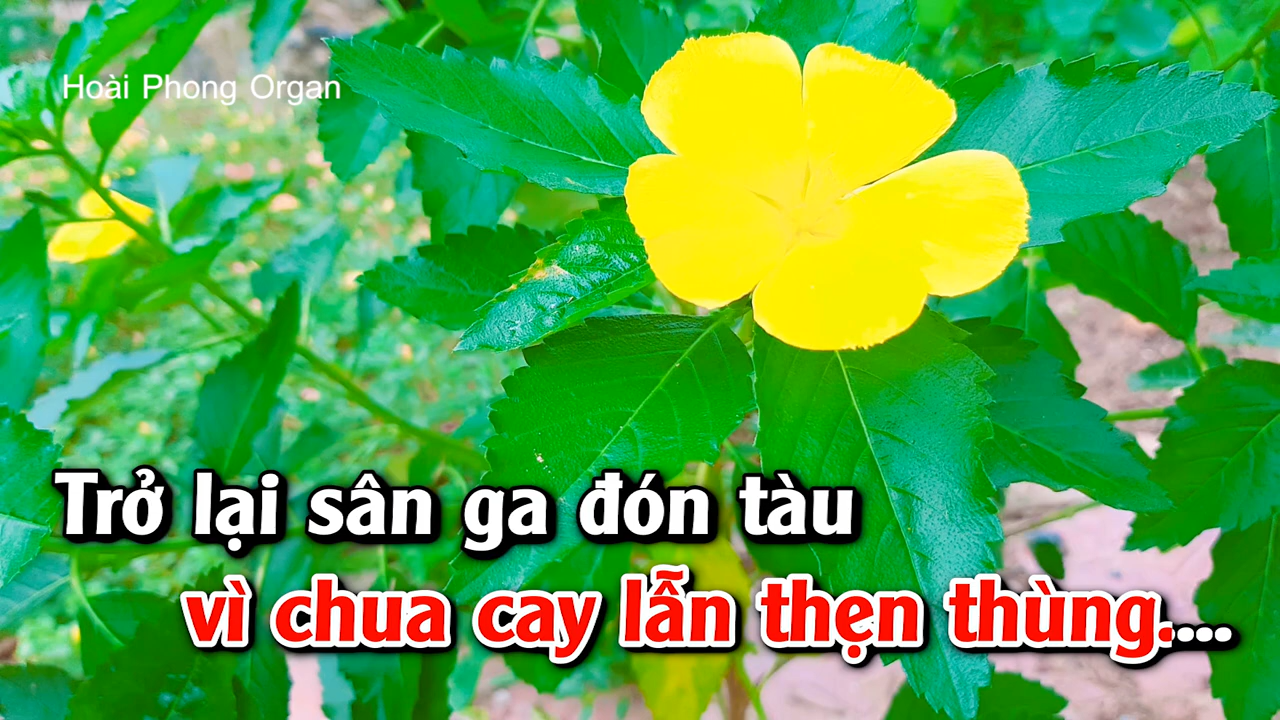 Hoài Phong Organ
Trở lại sân ga đón tàu
vì chua cay lẫn thẹn thùng....